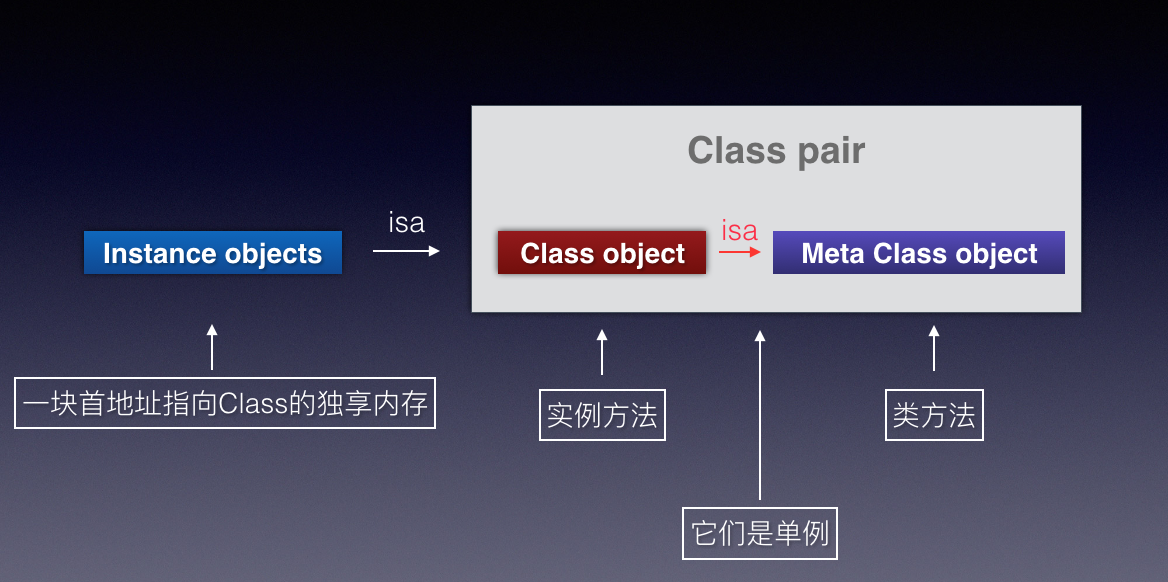 Class pair
isa
isa
Instance objects
Class object
Meta Class object
一块首地址指向Class的独享内存
实例方法
类方法
它们是单例